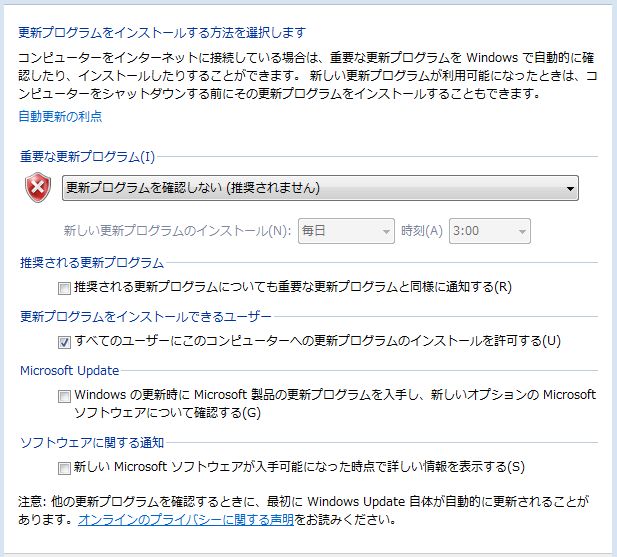 更新プログラムをインストールする方法を選択します
コンピューターをインターネットに接続している場合は、重要な更新プログラムを Windows で自動的に確
認したり、インストールしたりすることができます。 新しい更新プログラムが利用可能になったときは、コ
ンピューターをシャットダウンする前にその更新プログラムをインストールすることもできます。
自動更新の利点
重要な更新プログラム(I)
更新プログラムを確認しない (推奨されません)
新しい更新プログラムのインストール(N): 毎日 時刻(A) 3:00
推奨される更新プログラム
推奨される更新プログラムについても重要な更新プログラムと同様に通知する(R)
更新プログラムをインストールできるユーザー
すべてのユーザーにこのコンピューターへの更新プログラムのインストールを許可する(U)
Microsoft Update
Windows の更新時に Microsoft 製品の更新プログラムを入手し、新しいオプションの Microsoft
ソフトウェアについて確認する(G)
ソフトウェアに関する通知
新しい Microsoft ソフトウェアが入手可能になった時点で詳しい情報を表示する(S)
注意: 他の更新プログラムを確認するときに、最初に Windows Update 自体が自動的に更新されることが
あります。オンラインのプライバシーに関する声明をお読みください。